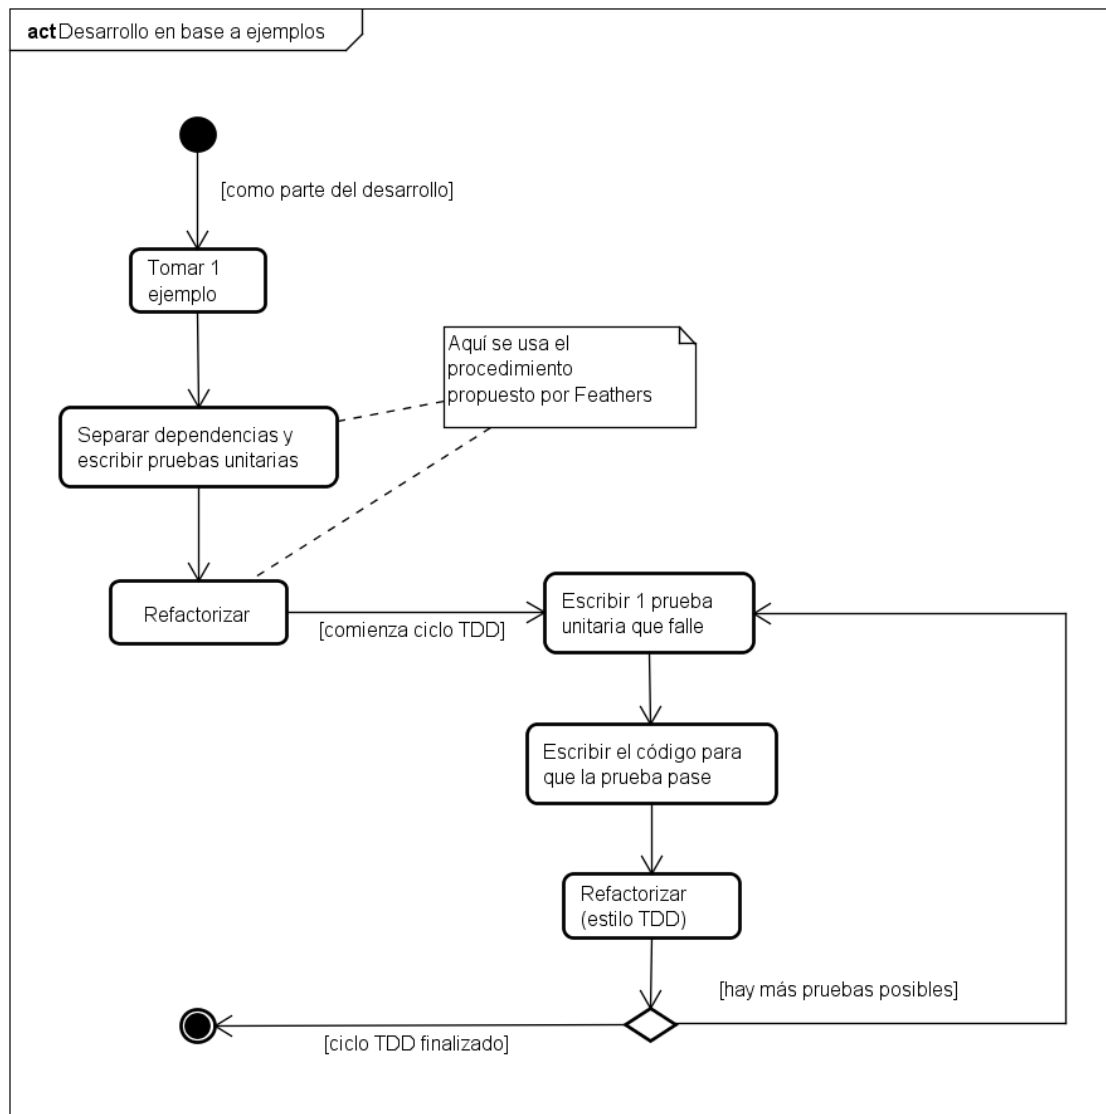 act Desarrollo en base a ejemplos
[como parte del desarrollo]
Tomar 1
ejemplo
Aquí se usa el
procedimiento
propuesto por Feathers
Separar dependencias y
escribir pruebas unitarias
Refactorizar
[comienza ciclo TDD]
Escribir 1 prueba
unitaria que falle
Escribir el código para
que la prueba pase
Refactorizar
(estilo TDD)
[hay más pruebas posibles]
[ciclo TDD finalizado]